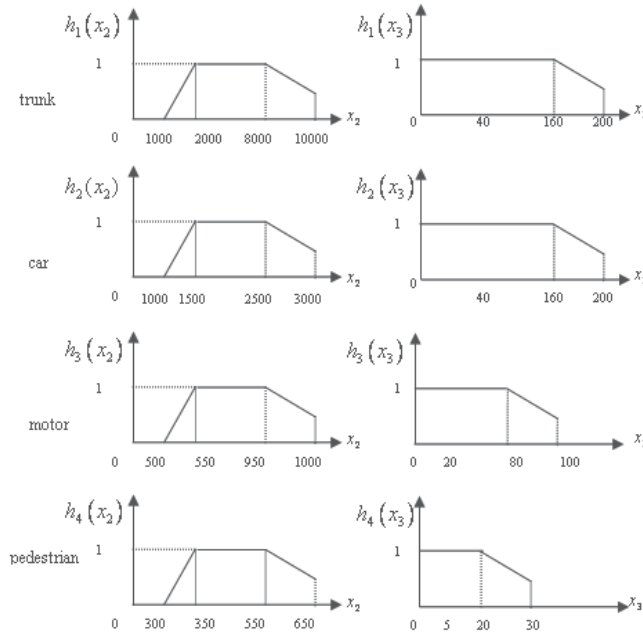 h₁(x₂) h₁(x₃)
1 1
trunk
x₂ x
0 1000 2000 8000 10000 0 40 160 200
h₂(x₂) h₂(x₃)
1 1
car
x₂ x
0 1000 1500 2500 3000 0 40 160 200
h₃(x₂) h₃(x₃)
1 1
motor
x₂ x
0 500 550 950 1000 0 20 80 100
h₄(x₂) h₄(x₃)
1 1
pedestrian
x₂ x₃
0 300 350 550 650 0 5 20 30